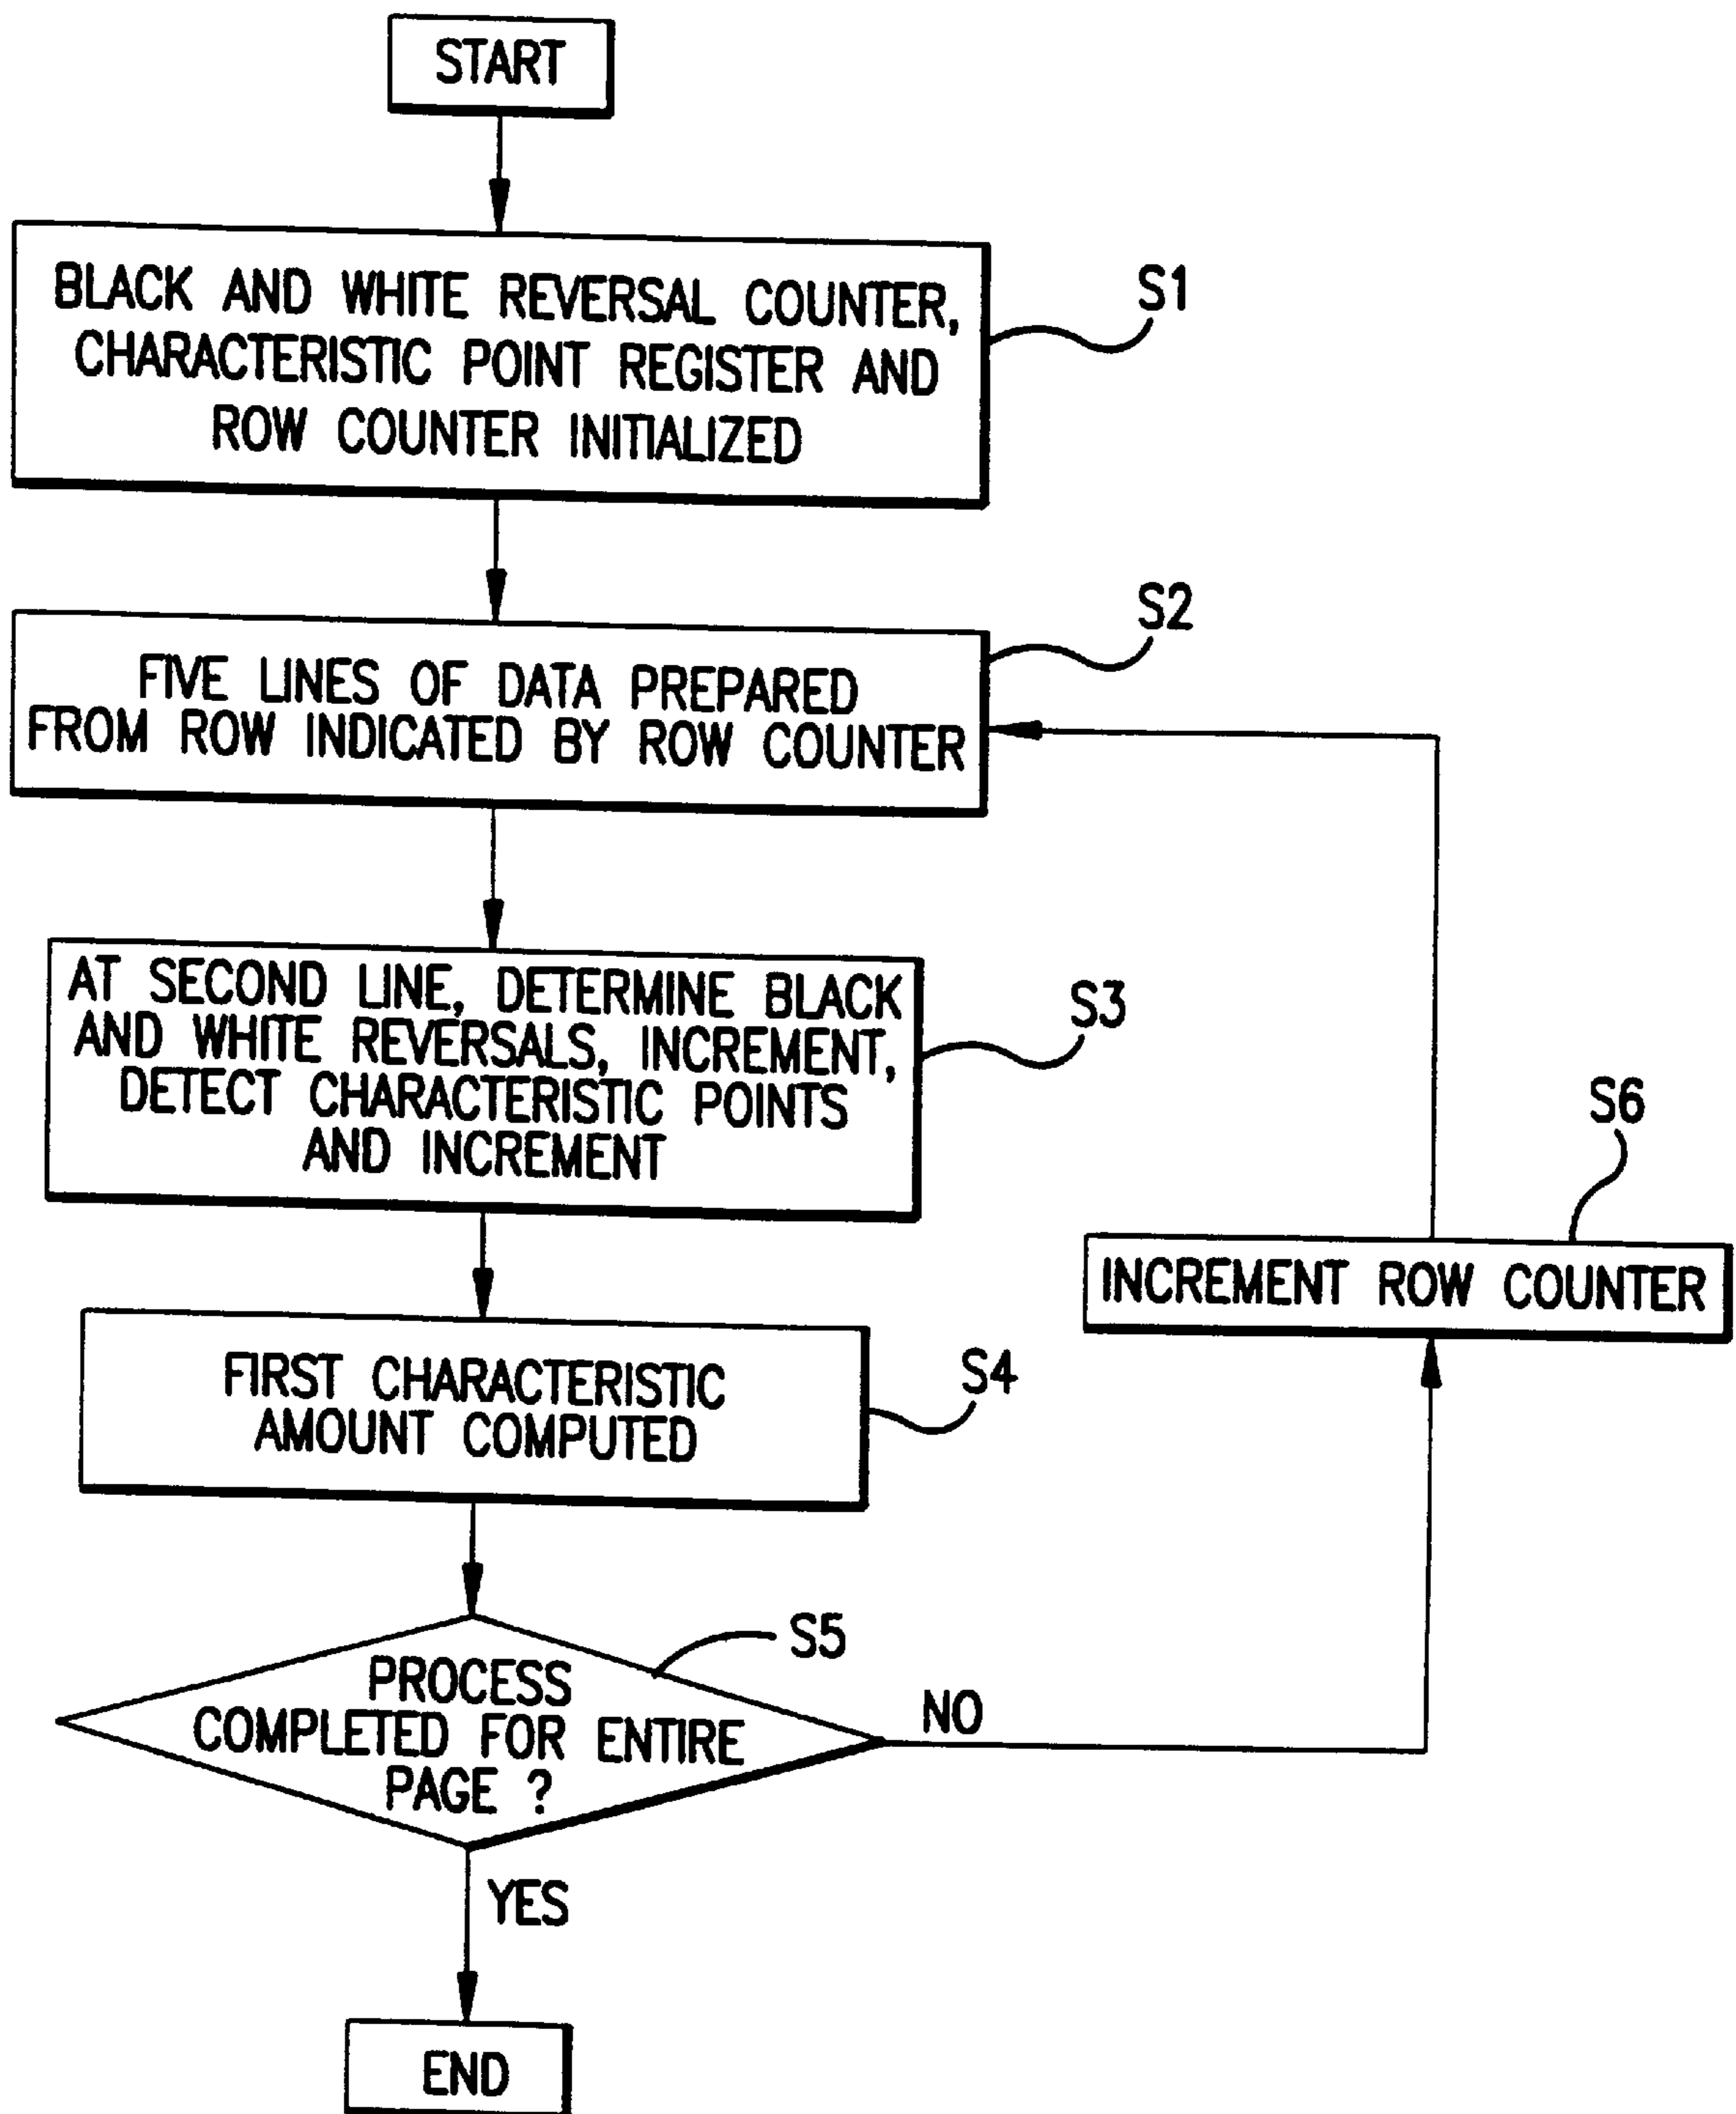 START
BLACK AND WHITE REVERSAL COUNTER,
CHARACTERISTIC POINT REGISTER AND
ROW COUNTER INITIALIZED
S1
FIVE LINES OF DATA PREPARED
FROM ROW INDICATED BY ROW COUNTER
S2
AT SECOND LINE, DETERMINE BLACK
AND WHITE REVERSALS, INCREMENT,
DETECT CHARACTERISTIC POINTS
AND INCREMENT
S3
S6
INCREMENT ROW COUNTER
FIRST CHARACTERISTIC
AMOUNT COMPUTED
S4
S5
PROCESS
COMPLETED FOR ENTIRE
PAGE ?
NO
YES
END